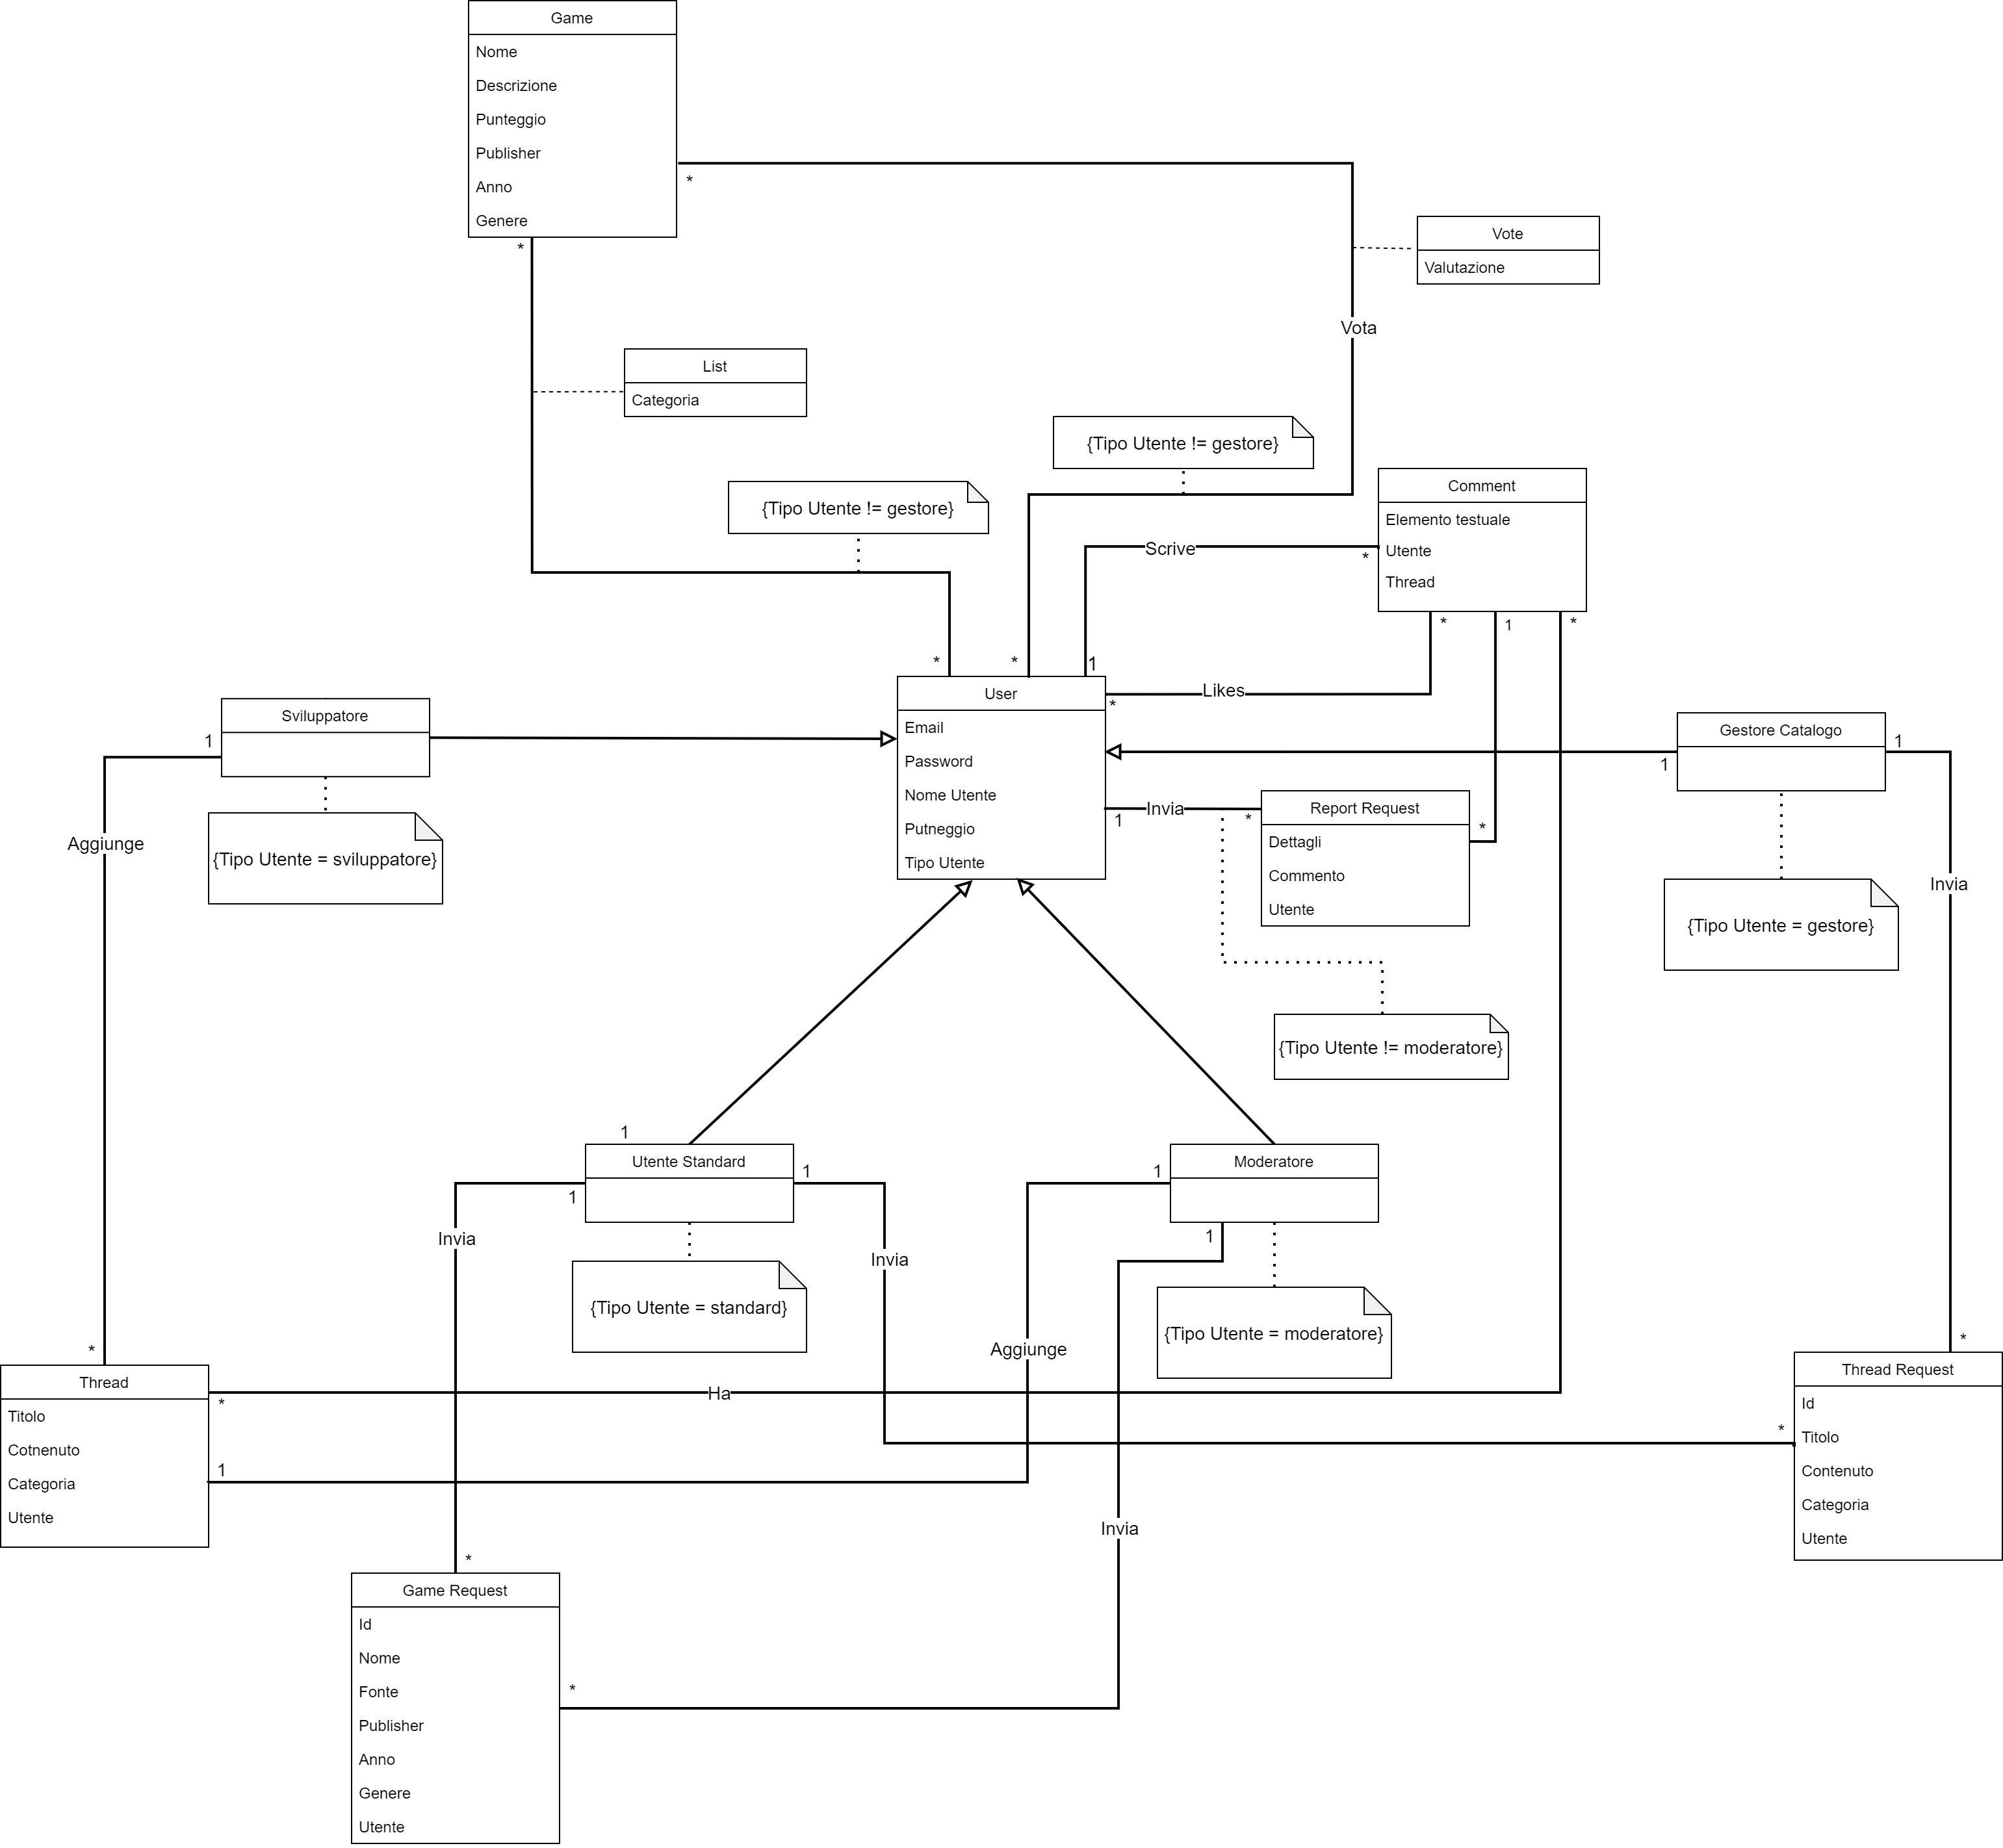 Game
Nome
Descrizione
Punteggio
Publisher
Anno
Genere
*
*
Vote
Valutazione
Vota
List
Categoria
{Tipo Utente != gestore}
{Tipo Utente != gestore}
Comment
Elemento testuale
Utente
Thread
Scrive
*
*
1
*
*
*
1
User
Email
Password
Nome Utente
Putneggio
Tipo Utente
Likes
*
Sviluppatore
1
{Tipo Utente = sviluppatore}
Aggiunge
Gestore Catalogo
1
1
{Tipo Utente = gestore}
Invia
Invia
1
*
*
Report Request
Dettagli
Commento
Utente
{Tipo Utente != moderatore}
1
Utente Standard
1
1
{Tipo Utente = standard}
Invia
Invia
Moderatore
1
1
{Tipo Utente = moderatore}
Aggiunge
Invia
*
Thread
Titolo
Cotnenuto
Categoria
Utente
*
1
Ha
*
*
Thread Request
Id
Titolo
Contenuto
Categoria
Utente
*
*
Game Request
Id
Nome
Fonte
Publisher
Anno
Genere
Utente